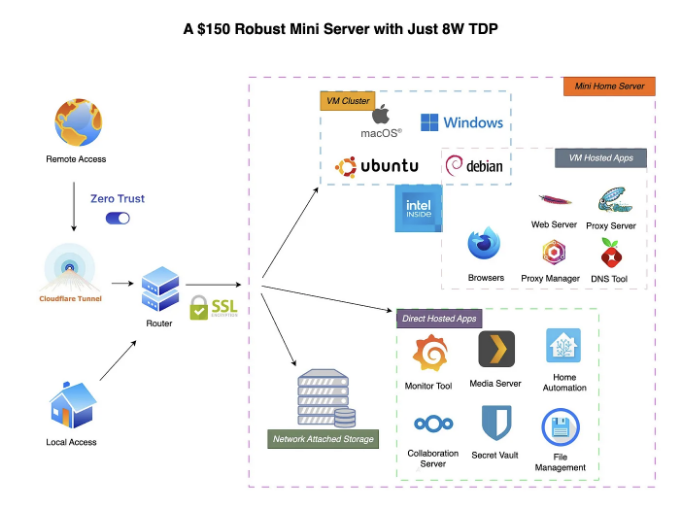 A $150 Robust Mini Server with Just 8W TDP
Mini Home Server
VM Cluster
macOS®
Windows
ubuntu
debian
VM Hosted Apps
intel
INSIDE
Web Server
Proxy Server
Browsers
Proxy Manager
DNS Tool
Remote Access
Zero Trust
Cloudflare Tunnel
Router
SSL
Local Access
Direct Hosted Apps
Monitor Tool
Media Server
Home
Automation
Collaboration
Server
Secret Vault
File
Management
Network Attached Storage